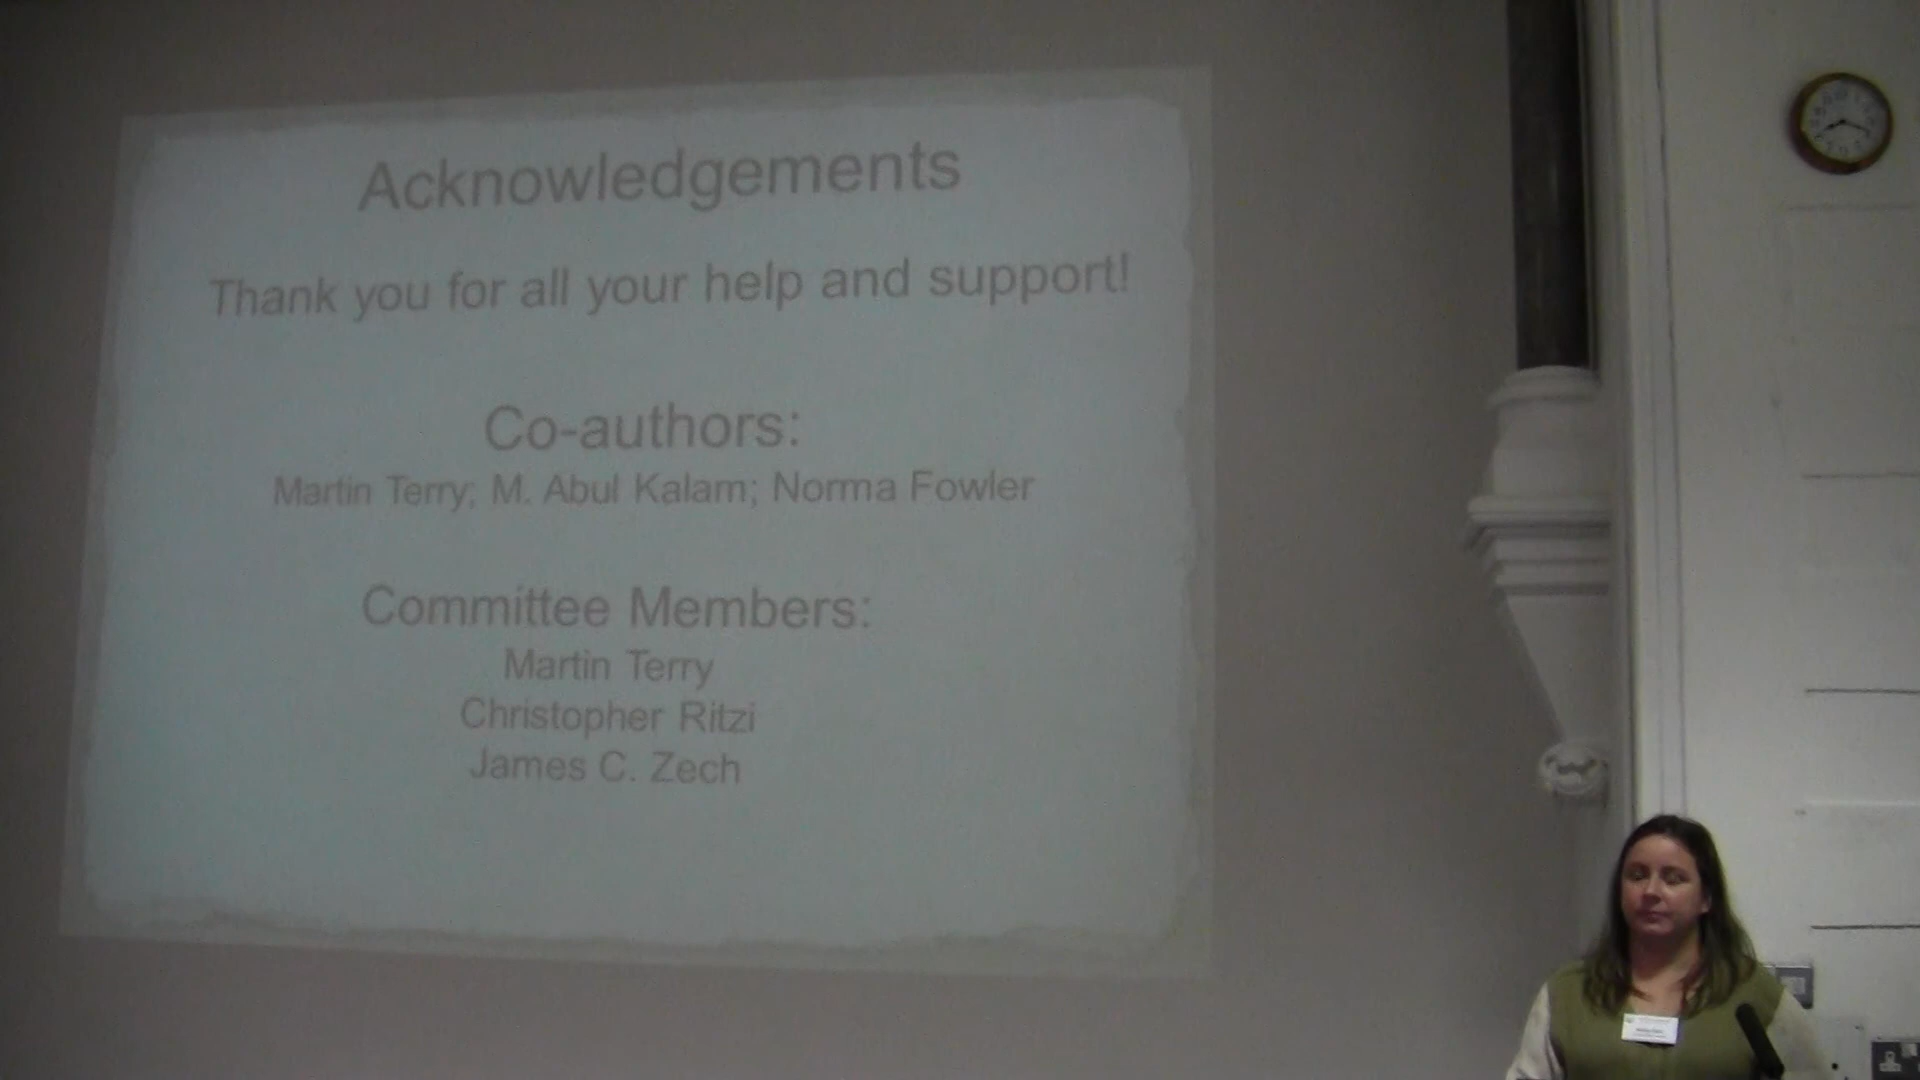 Acknowledgements
Thank you for all your help and support!
Co-authors:
Martin Terry; M. Abul Kalam; Norma Fowler
Committee Members:
Martin Terry
Christopher Ritzi
James C. Zech